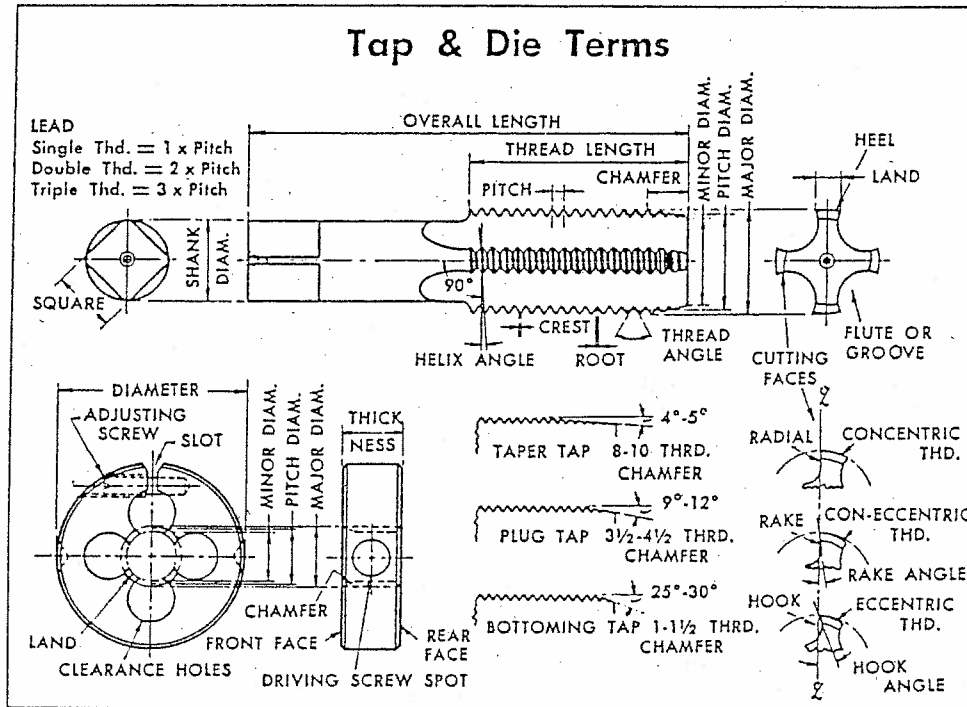 Tap & Die Terms
LEAD
Single Thd. = 1 x Pitch
Double Thd. = 2 x Pitch
Triple Thd. = 3 x Pitch
OVERALL LENGTH
THREAD LENGTH
PITCH
CHAMFER
MINOR DIAM.
PITCH DIAM.
MAJOR DIAM.
HEEL
LAND
SHANK
DIAM.
SQUARE
90°
HELIX ANGLE
CREST
ROOT
THREAD
ANGLE
CUTTING
FACES
FLUTE OR
GROOVE
DIAMETER
ADJUSTING
SCREW
SLOT
MINOR DIAM.
PITCH DIAM.
MAJOR DIAM.
THICK
NESS
CHAMFER
LAND
CLEARANCE HOLES
FRONT FACE
REAR
FACE
DRIVING SCREW SPOT
4°-5°
TAPER TAP 8-10 THRD.
CHAMFER
9°-12°
PLUG TAP 3½-4½ THRD.
CHAMFER
25°-30°
BOTTOMING TAP 1-1½ THRD.
CHAMFER
℄
RADIAL
CONCENTRIC
THD.
RAKE
CON-ECCENTRIC
THD.
RAKE ANGLE
HOOK
ECCENTRIC
THD.
HOOK
ANGLE
℄